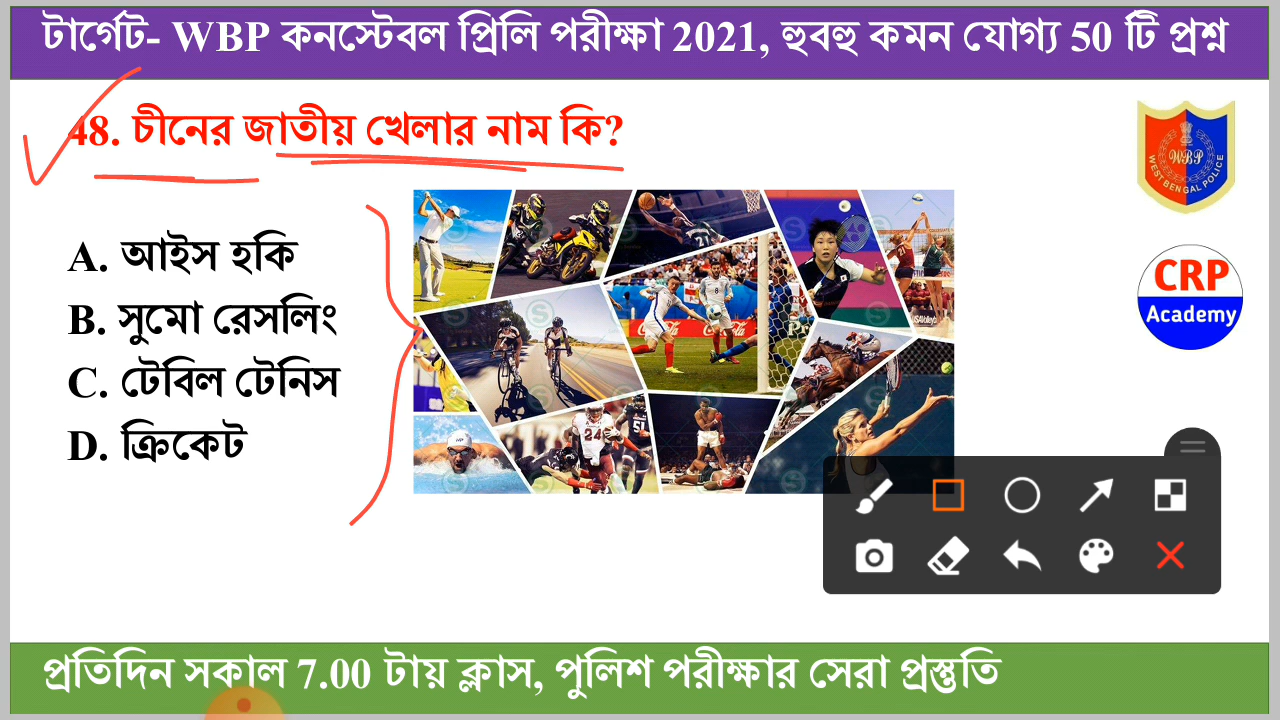 টার্গেট- WBP কনস্টেবল প্রিলি পরীক্ষা 2021, হুবহু কমন যোগ্য 50 টি প্রশ্ন
48. চীনের জাতীয় খেলার নাম কি?
A. আইস হকি
B. সুমো রেসলিং
C. টেবিল টেনিস
D. ক্রিকেট
WBP
WEST BENGAL POLICE
CRP
Academy
প্রতিদিন সকাল 7.00 টায় ক্লাস, পুলিশ পরীক্ষার সেরা প্রস্তুতি